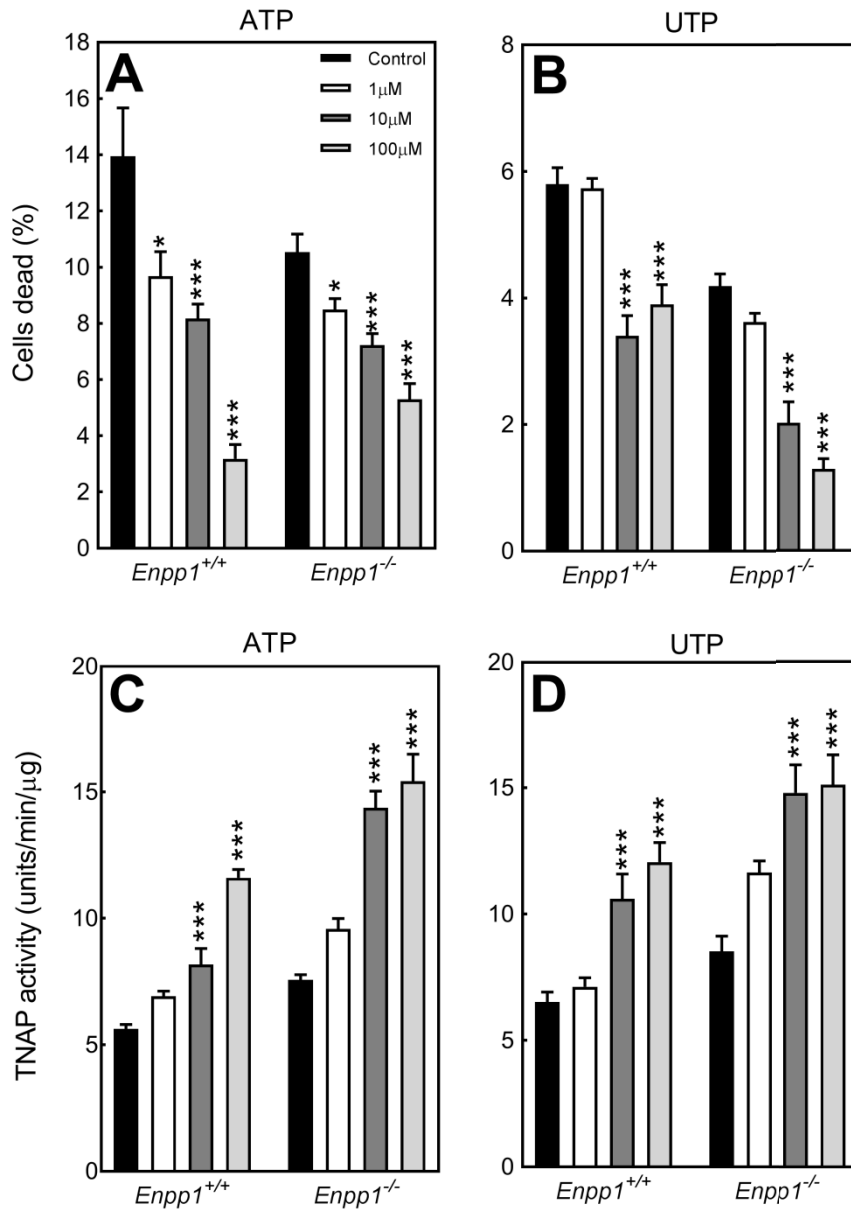 ATP
A
Control
1μM
10μM
100μM
18
16
14
12
10
8
6
4
2
0
Cells dead (%)
*
***
***
*
***
***
Enpp1+/+
Enpp1-/-
UTP
B
8
6
4
2
0
***
***
***
***
Enpp1+/+
Enpp1-/-
ATP
C
20
15
10
5
0
TNAP activity (units/min/μg)
***
***
***
***
Enpp1+/+
Enpp1-/-
UTP
D
20
15
10
5
0
***
***
***
***
Enpp1+/+
Enpp1-/-